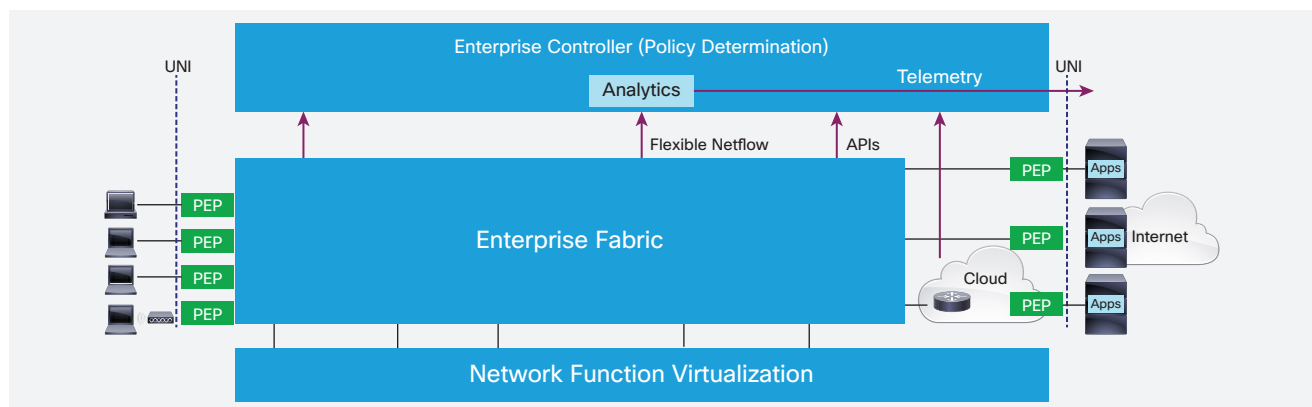 Enterprise Controller (Policy Determination)
UNI
UNI
Telemetry
Analytics
Flexible Netflow
APIs
PEP
Apps
PEP
PEP
Enterprise Fabric
PEP
Apps
Internet
PEP
Cloud
PEP
PEP
Apps
Network Function Virtualization